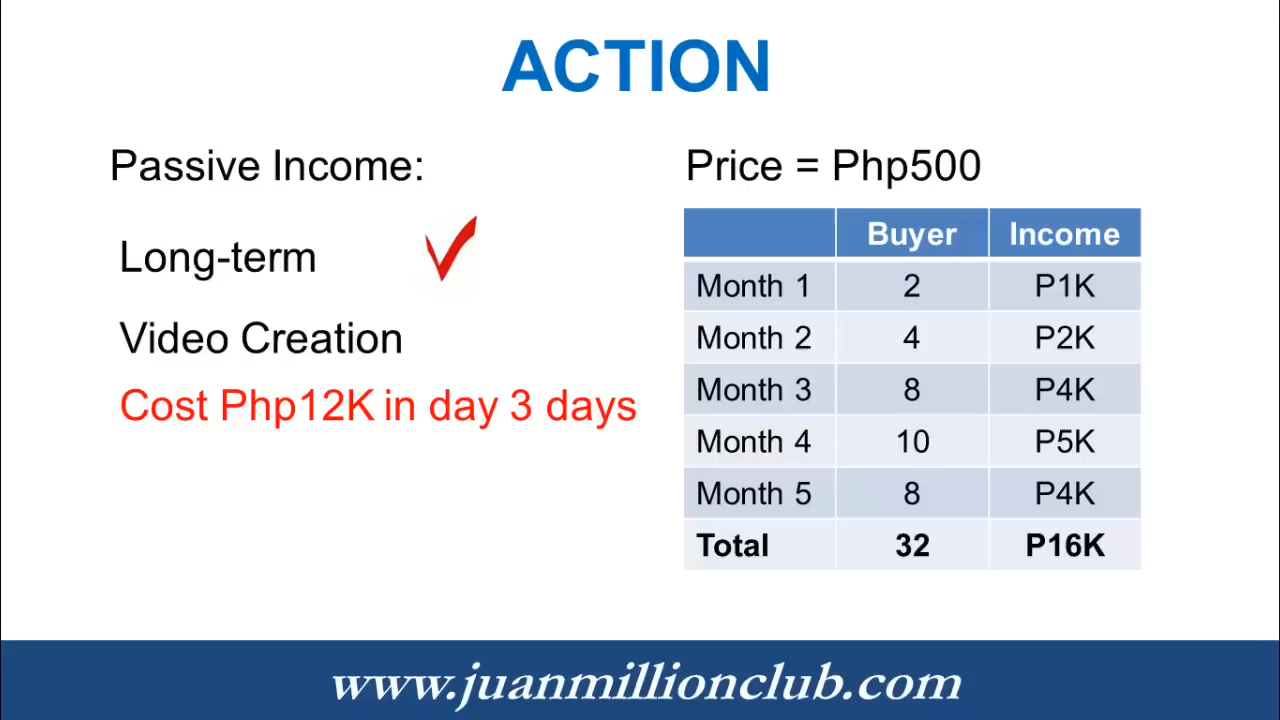 ACTION
Passive Income:
Long-term
Video Creation
Cost Php12K in day 3 days
Price = Php500
Buyer Income
Month 1 2 P1K
Month 2 4 P2K
Month 3 8 P4K
Month 4 10 P5K
Month 5 8 P4K
Total 32 P16K
www.juanmillionclub.com